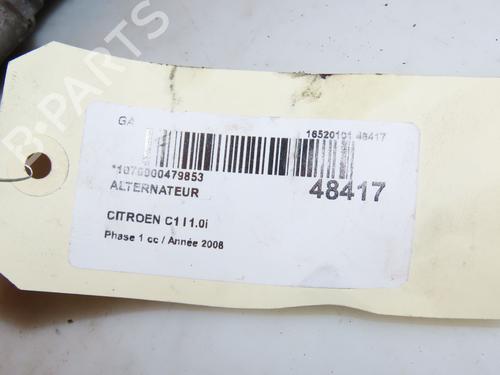 GA
16520101 48417
*1070000479853
ALTERNATEUR
48417
CITROEN C1 I 1.0i
Phase 1 cc / Année 2008
B-PARTS